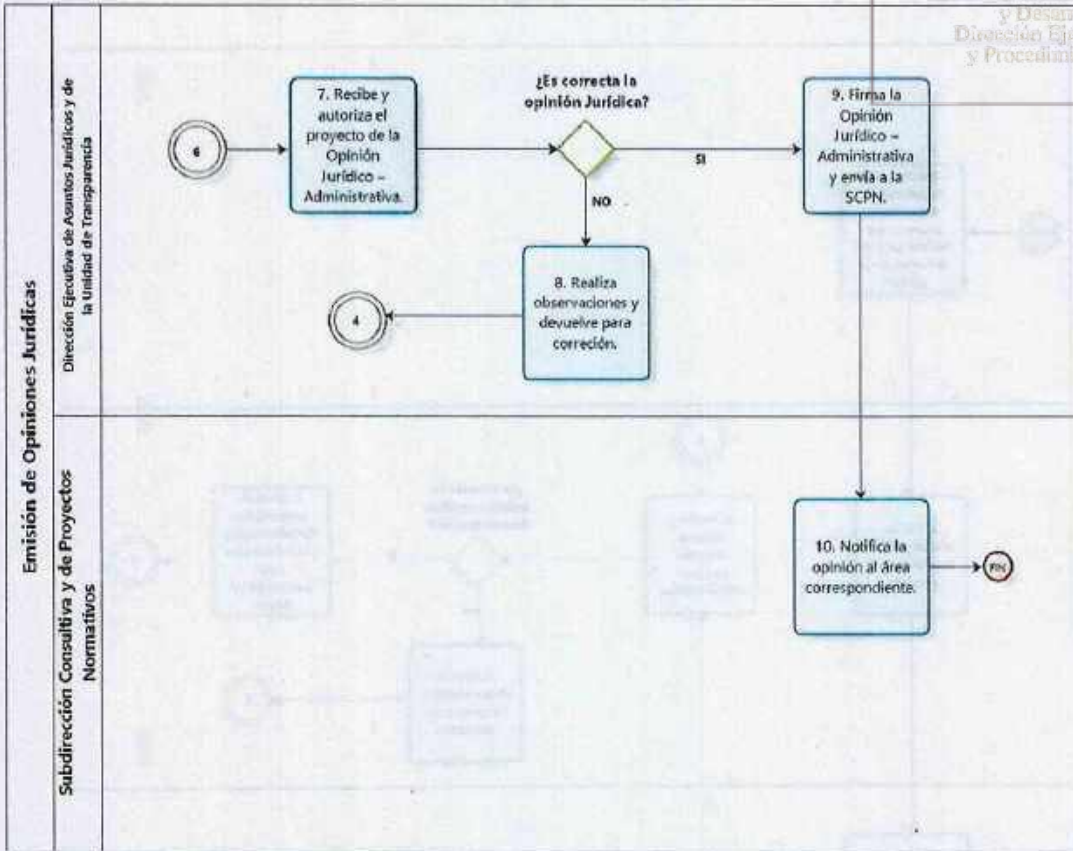 y Desar
Dirección Eje
y Procedimi
Emisión de Opiniones Jurídicas
Dirección Ejecutiva de Asuntos Jurídicos y de
la Unidad de Transparencia
6
7. Recibe y
autoriza el
proyecto de la
Opinión
Jurídico –
Administrativa.
¿Es correcta la
opinión Jurídica?
SI
NO
9. Firma la
Opinión
Jurídico –
Administrativa
y envía a la
SCPN.
8. Realiza
observaciones y
devuelve para
correción.
4
Subdirección Consultiva y de Proyectos
Normativos
10. Notifica la
opinión al área
correspondiente.
FIN